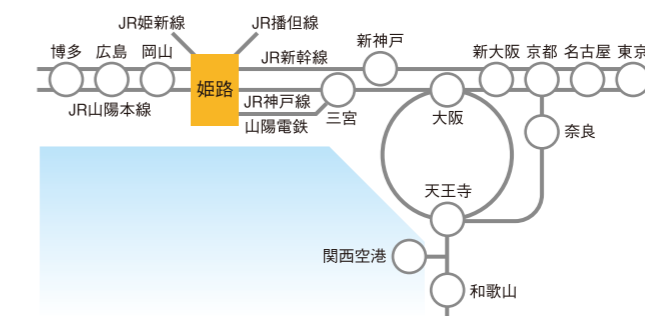 JR姫新線
JR播但線
博多
広島
岡山
姫路
JR新幹線
新神戸
新大阪
京都
名古屋
東京
JR山陽本線
JR神戸線
山陽電鉄
三宮
大阪
奈良
天王寺
関西空港
和歌山